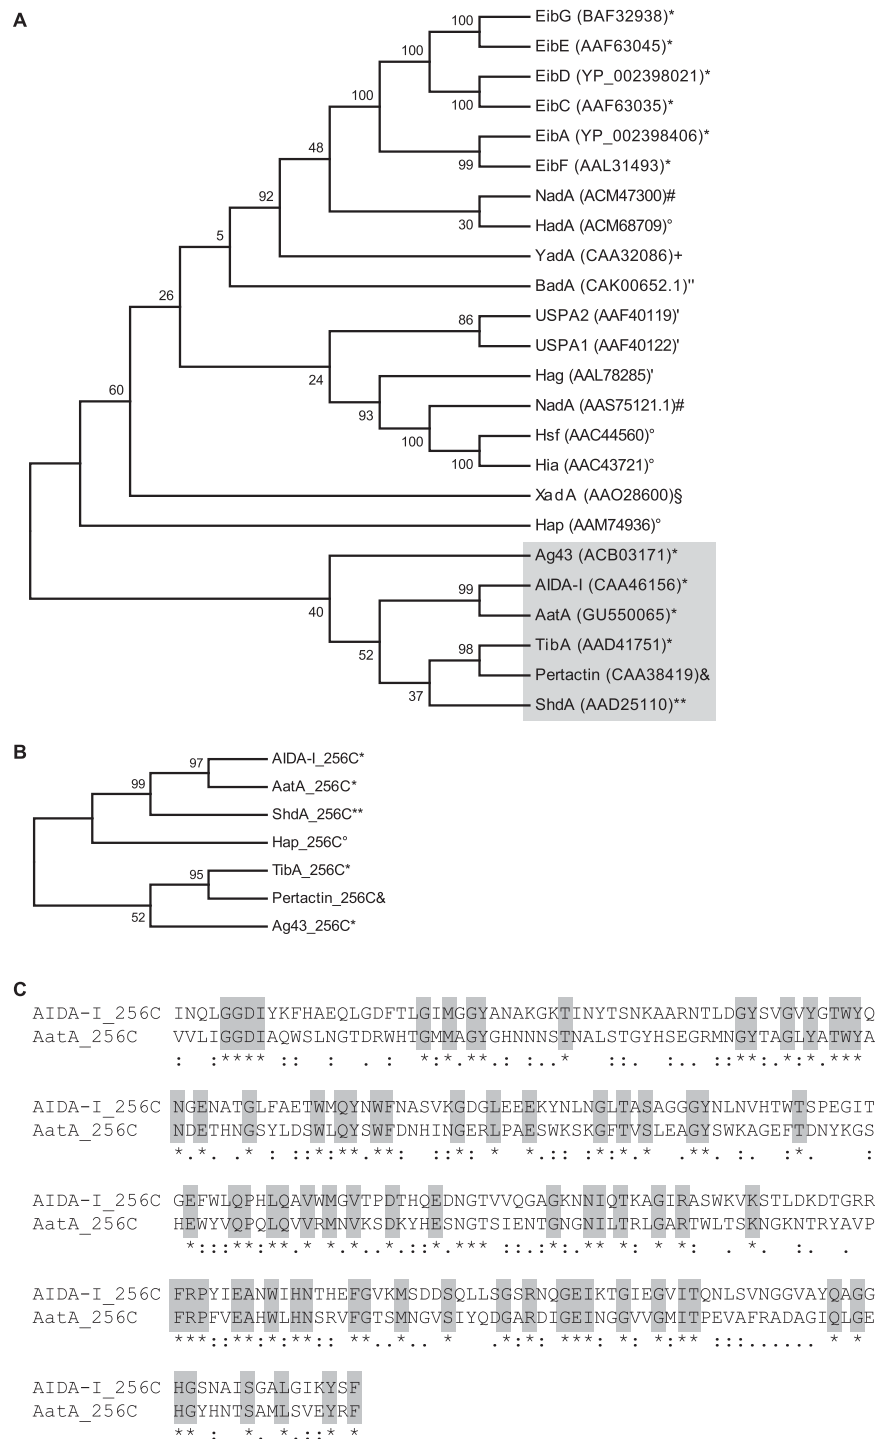 A
100
EibG (BAF32938)*
EibE (AAF63045)*
100
EibD (YP_002398021)*
100
EibC (AAF63035)*
100
EibA (YP_002398406)*
99
EibF (AAL31493)*
48
NadA (ACM47300)#
30
HadA (ACM68709)°
92
YadA (CAA32086)+
5
BadA (CAK00652.1)"
26
86
USPA2 (AAF40119)'
USPA1 (AAF40122)'
24
Hag (AAL78285)'
93
NadA (AAS75121.1)#
100
Hsf (AAC44560)°
100
Hia (AAC43721)°
60
XadA (AAO28600)§
Hap (AAM74936)°
Ag43 (ACB03171)*
40
99
AIDA-I (CAA46156)*
AatA (GU550065)*
52
98
TibA (AAD41751)*
Pertactin (CAA38419)&
37
ShdA (AAD25110)**
B
97
AIDA-I_256C*
99
AatA_256C*
ShdA_256C**
Hap_256C°
95
TibA_256C*
Pertactin_256C&
52
Ag43_256C*
C
AIDA-I_256C INQLGGDIYKFHAEQLGDFTLGIMGGYANAKGKTINYTSNKAARNTLDGYSVGVYGTWYQ
AatA_256C VVLIGGDIAQWSLNGTDRWHTGMMAGYGHNNNSTNALSTGYHSEGRMNGYTAGLYATWYA
: :**** :: : . : *:*.** .: ..* ::. :.. :**:.*:*.***
AIDA-I_256C NGENATGLFAETWMQYNWFNASVKGDGLEEEKYNLNGLTASAGGGYNLNVHTWTSPEGIT
AatA_256C NDETHNGSYLDSWLQYSWFDNHINGERLPAESWKSKGFTVSLEAGYSWKAGEFTDNYKGS
*.*. .* : ::*:**.**: ::*: * *.:: :*:*.* .**. :. :*. :
AIDA-I_256C GEFWLQPHLQAVWMGVTPDTHQEDNGTVVQGAGKNNIQTKAGIRASWKVKSTLDKDTGRR
AatA_256C HEWYVQPQLQVVRMNVKSDKYHESNGTSIENTGNGNILTRLGARTWLTSKNGKNTRYAVP
*:::**:**.* *.*..*.::*.*** ::.:*:.** *: * *: . *. :. .
AIDA-I_256C FRPYIEANWIHNTHEFGVKMSDDSQLLSGSRNQGEIKTGIEGVITQNLSVNGGVAYQAGG
AatA_256C FRPFVEAHWLHNSRVFGTSMNGVSIYQDGARDIGEINGGVVGMITPEVAFRADAGIQLGE
***::**:*:**:: **..*.. * .*:*: ***: *: *:** :::...... * *
AIDA-I_256C HGSNAISGALGIKYSF
AatA_256C HGYHNTSAMLSVEYRF
** : *. *.::* *